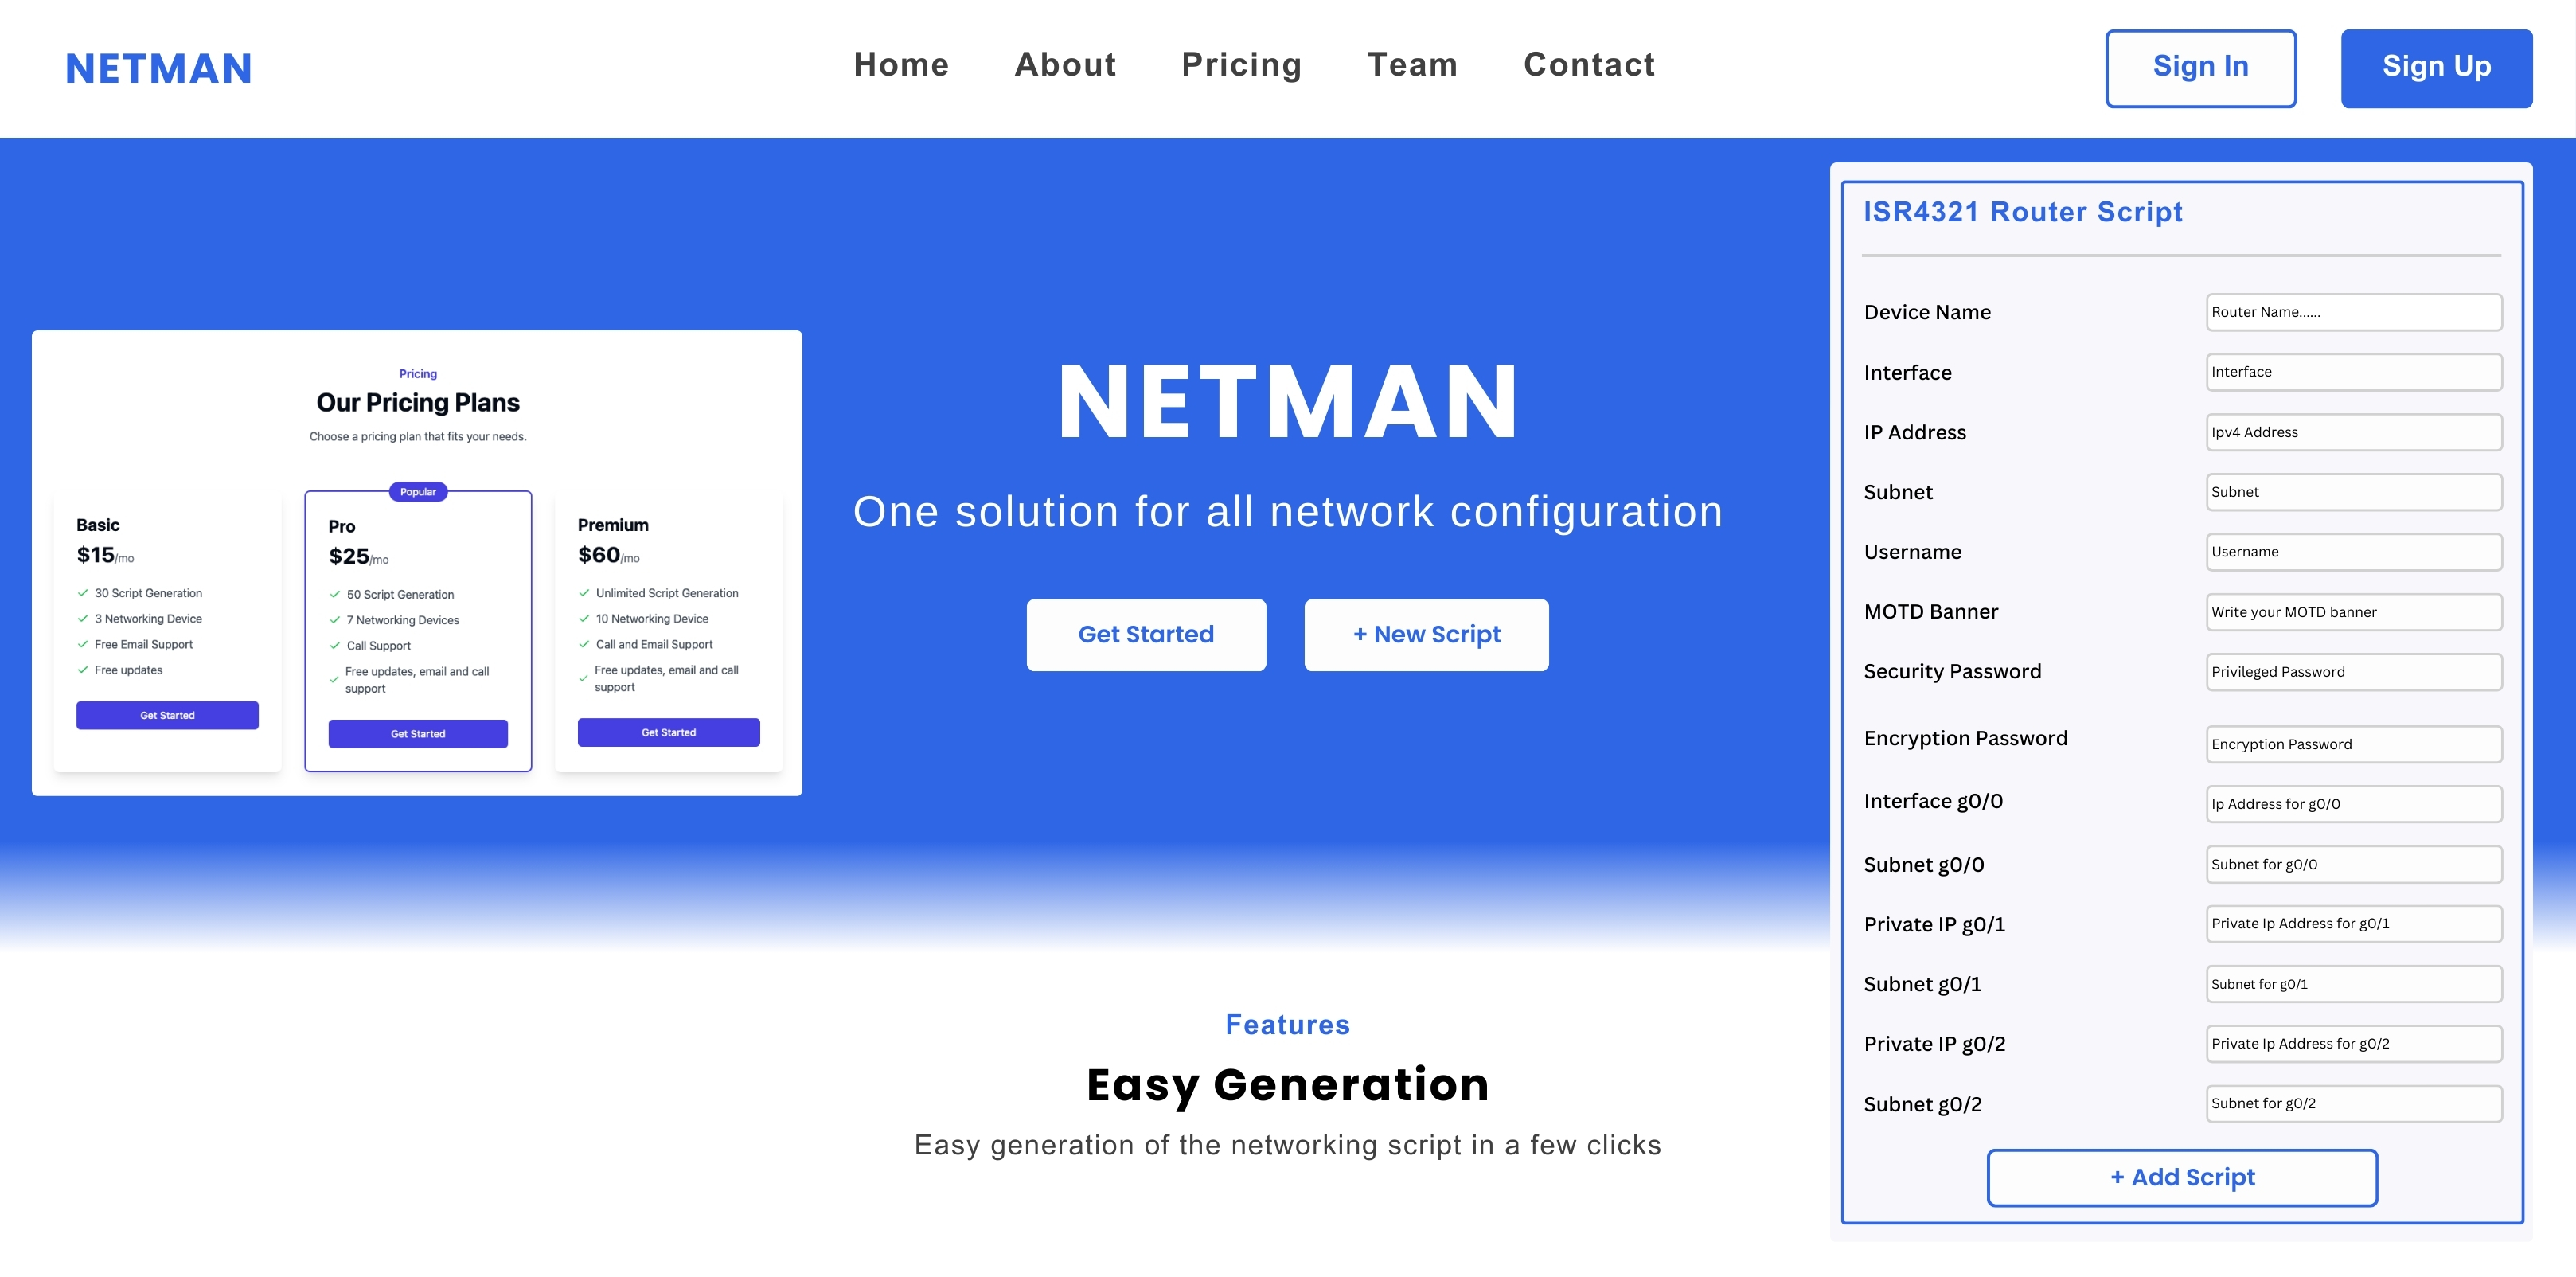 NETMAN
Home About Pricing Team Contact
Sign In Sign Up
Pricing
Our Pricing Plans
Choose a pricing plan that fits your needs.
Basic
$15/mo
30 Script Generation
3 Networking Device
Free Email Support
Free updates
Get Started
Popular
Pro
$25/mo
50 Script Generation
7 Networking Devices
Call Support
Free updates, email and call
support
Get Started
Premium
$60/mo
Unlimited Script Generation
10 Networking Device
Call and Email Support
Free updates, email and call
support
Get Started
NETMAN
One solution for all network configuration
Get Started + New Script
Features
Easy Generation
Easy generation of the networking script in a few clicks
ISR4321 Router Script
Device Name Router Name......
Interface Interface
IP Address Ipv4 Address
Subnet Subnet
Username Username
MOTD Banner Write your MOTD banner
Security Password Privileged Password
Encryption Password Encryption Password
Interface g0/0 Ip Address for g0/0
Subnet g0/0 Subnet for g0/0
Private IP g0/1 Private Ip Address for g0/1
Subnet g0/1 Subnet for g0/1
Private IP g0/2 Private Ip Address for g0/2
Subnet g0/2 Subnet for g0/2
+ Add Script